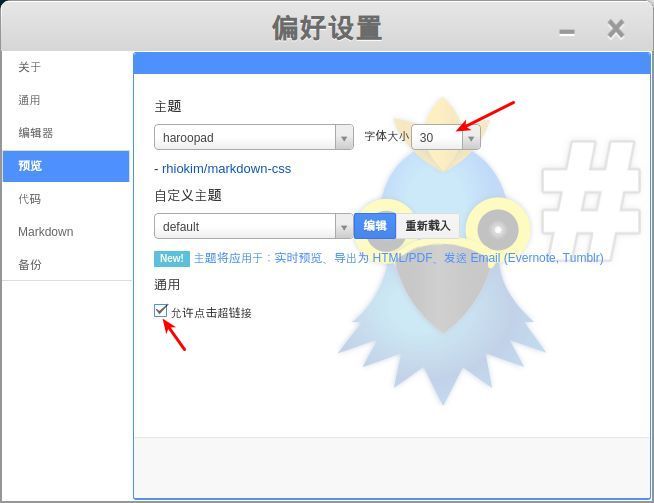 偏好设置
关于
通用
编辑器
预览
代码
Markdown
备份
主题
haroopad 字体大小 30
- rhiokim/markdown-css
自定义主题
default 编辑 重新载入
New! 主题将应用于：实时预览、导出为 HTML/PDF、发送 Email (Evernote, Tumblr)
通用
允许点击超链接